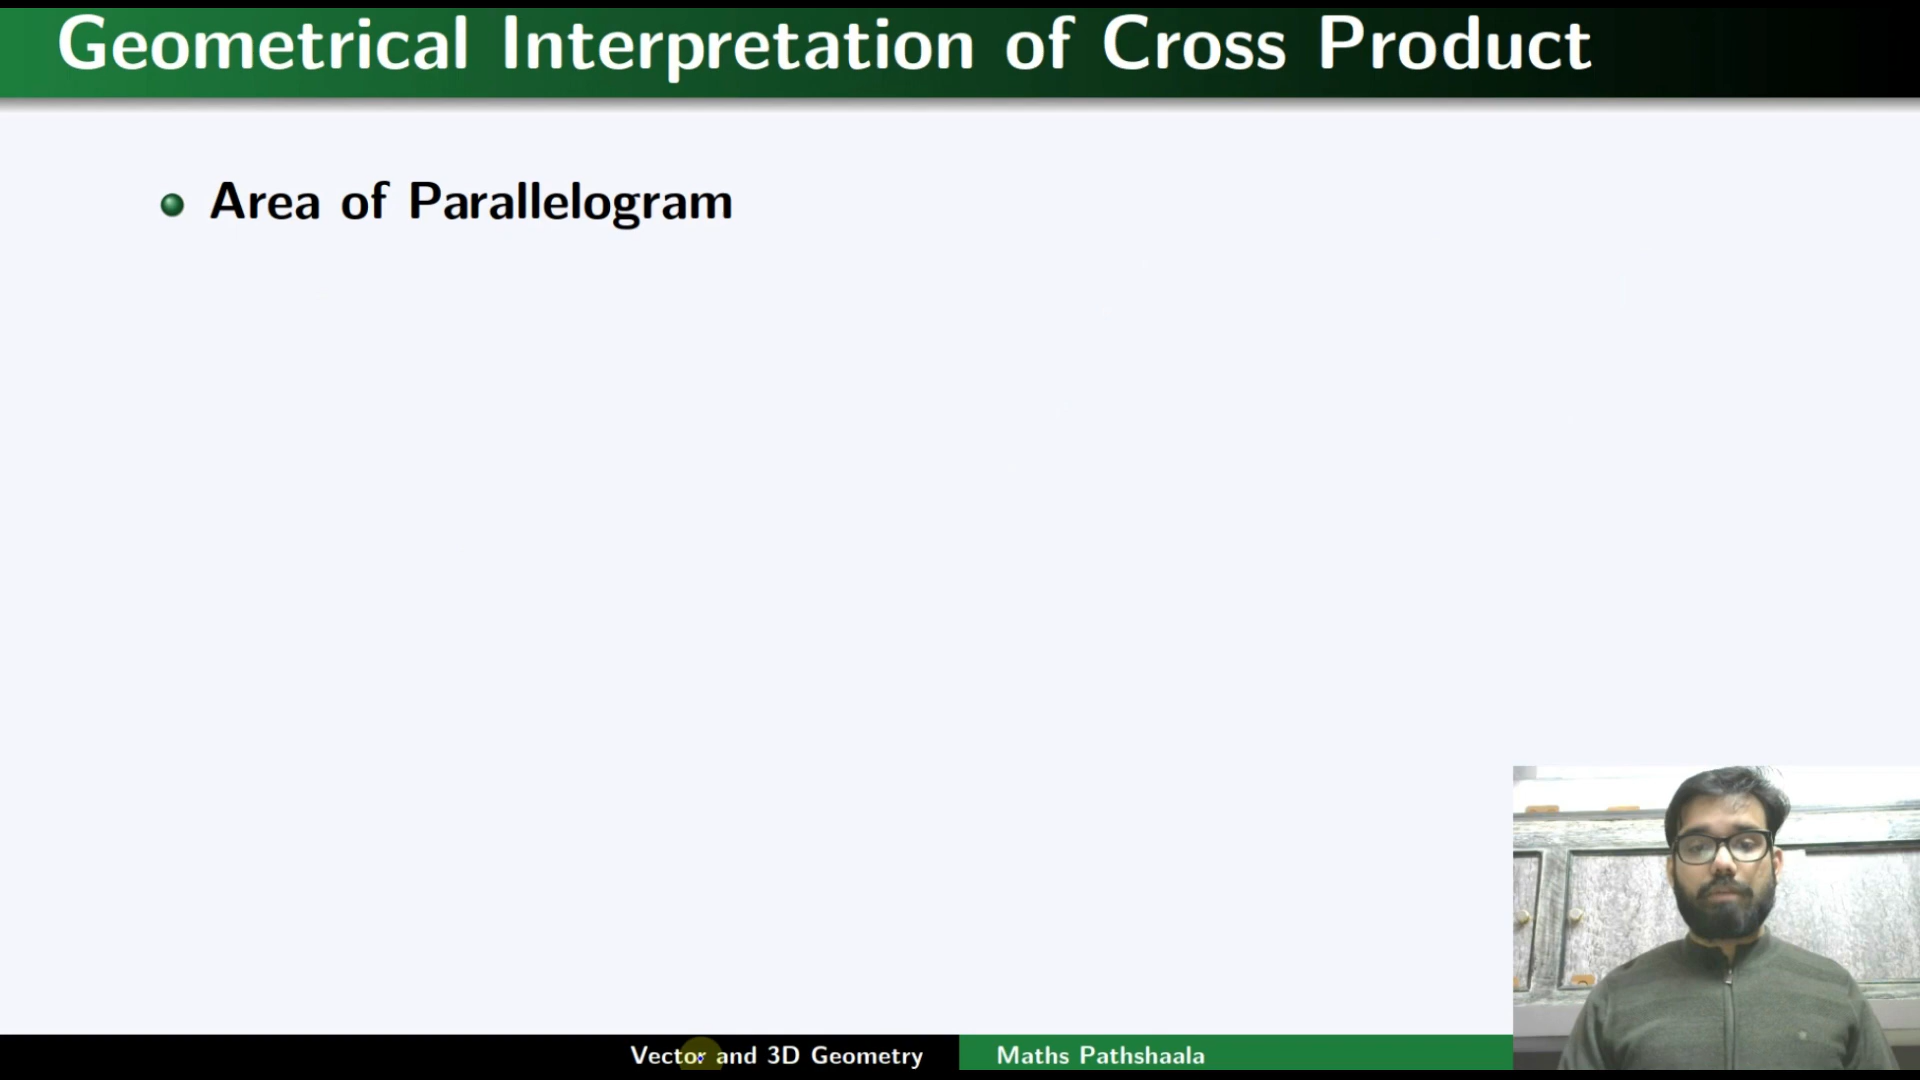 Geometrical Interpretation of Cross Product
Area of Parallelogram
Vector and 3D Geometry
Maths Pathshaala